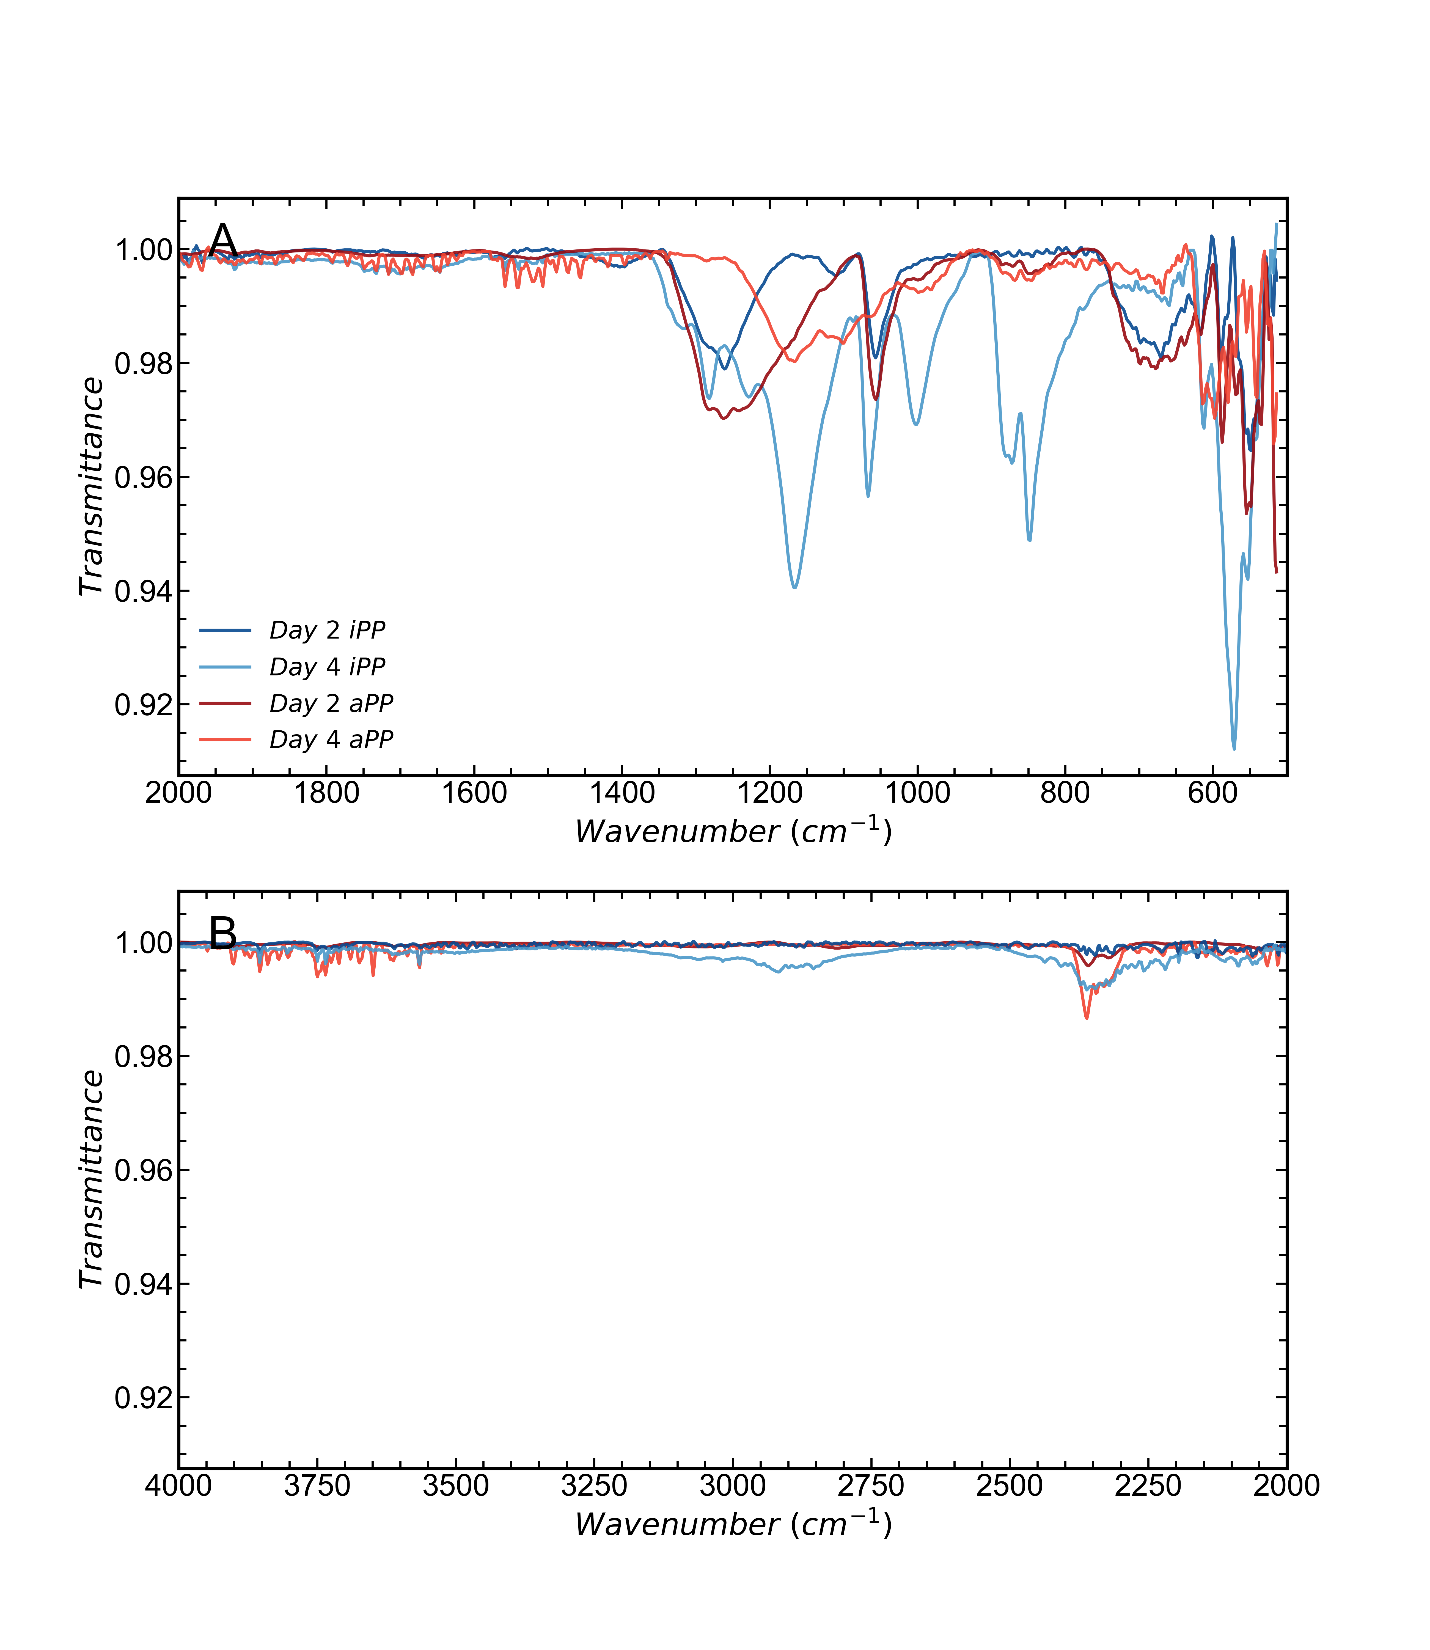 A
1.00
0.98
0.96
0.94
0.92
Transmittance
Day 2 iPP
Day 4 iPP
Day 2 aPP
Day 4 aPP
2000 1800 1600 1400 1200 1000 800 600
Wavenumber (cm⁻¹)
B
1.00
0.98
0.96
0.94
0.92
Transmittance
4000 3750 3500 3250 3000 2750 2500 2250 2000
Wavenumber (cm⁻¹)